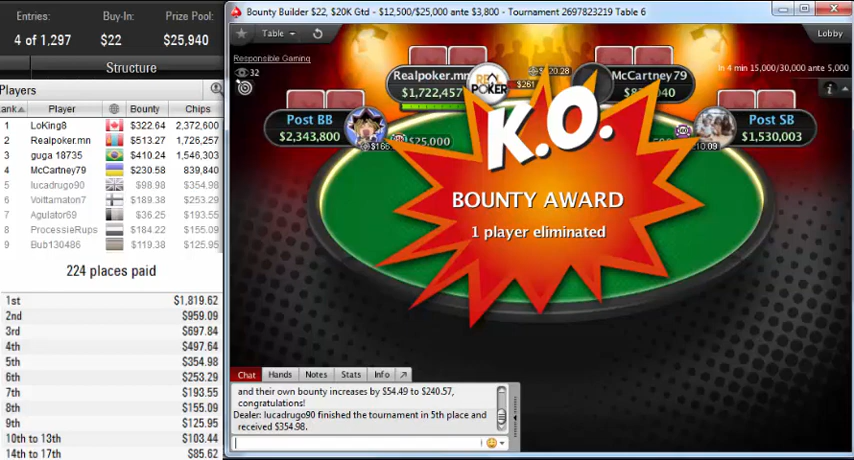 Bounty Builder $22, $20K Gtd - $12,500/$25,000 ante $3,800 - Tournament 2697823219 Table 6
Entries: Buy-In: Prize Pool:
4 of 1,297 $22 $25,940
Structure
Players
Rank Player Bounty Chips
1 LoKing8 $322.64 2,372,600
2 Realpoker.mn $513.27 1,726,257
3 guga 18735 $410.24 1,546,303
4 McCartney79 $230.58 839,840
5 lucadrugo90 $98.98 $354.98
6 Voittamaton7 $189.38 $253.29
7 Agulator69 $36.25 $193.55
8 ProcessieRups $184.22 $155.09
9 Bub130486 $119.38 $125.95
224 places paid
1st $1,819.62
2nd $959.09
3rd $697.84
4th $497.64
5th $354.98
6th $253.29
7th $193.55
8th $155.09
9th $125.95
10th to 13th $103.44
14th to 17th $85.62
Table
Lobby
Responsible Gaming
32
In 4 min 15,000/30,000 ante 5,000
Realpoker.mn
$1,722,457
REAL
POKER
McCartney79
Post BB
$2,343,800
Post SB
$1,530,003
$25,000
K.O.
BOUNTY AWARD
1 player eliminated
Chat Hands Notes Stats Info
and their own bounty increases by $54.49 to $240.57,
congratulations!
Dealer: lucadrugo90 finished the tournament in 5th place and
received $354.98.